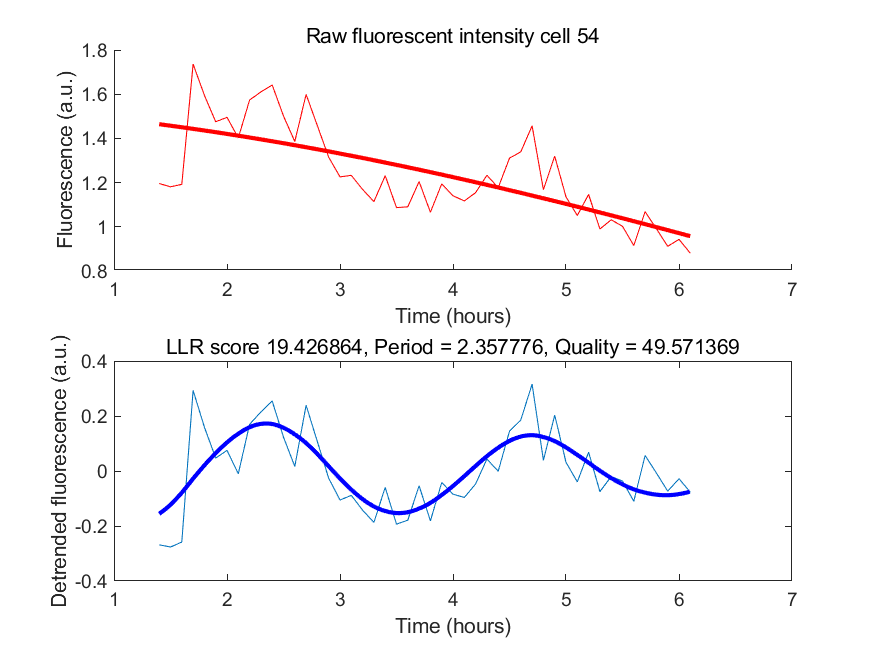 Raw fluorescent intensity cell 54
Fluorescence (a.u.)
1.8
1.6
1.4
1.2
1
0.8
1 2 3 4 5 6 7
Time (hours)
LLR score 19.426864, Period = 2.357776, Quality = 49.571369
Detrended fluorescence (a.u.)
0.4
0.2
0
-0.2
-0.4
1 2 3 4 5 6 7
Time (hours)